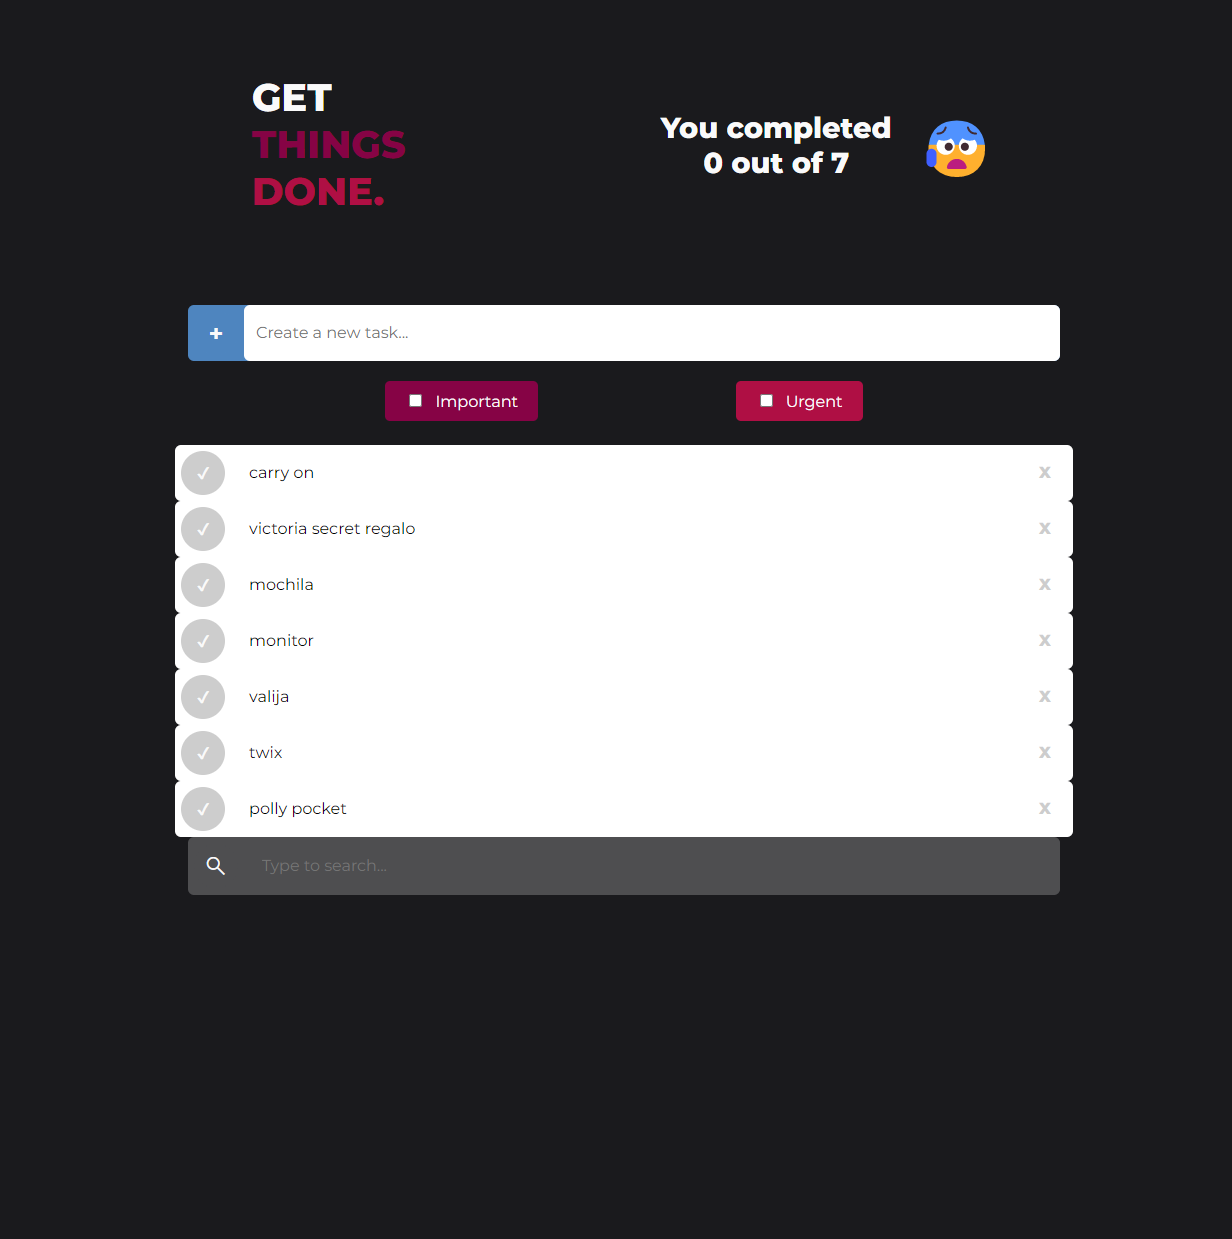 GET
THINGS
DONE.
You completed
0 out of 7
+
Create a new task...
Important
Urgent
✓ carry on x
✓ victoria secret regalo x
✓ mochila x
✓ monitor x
✓ valija x
✓ twix x
✓ polly pocket x
Type to search...